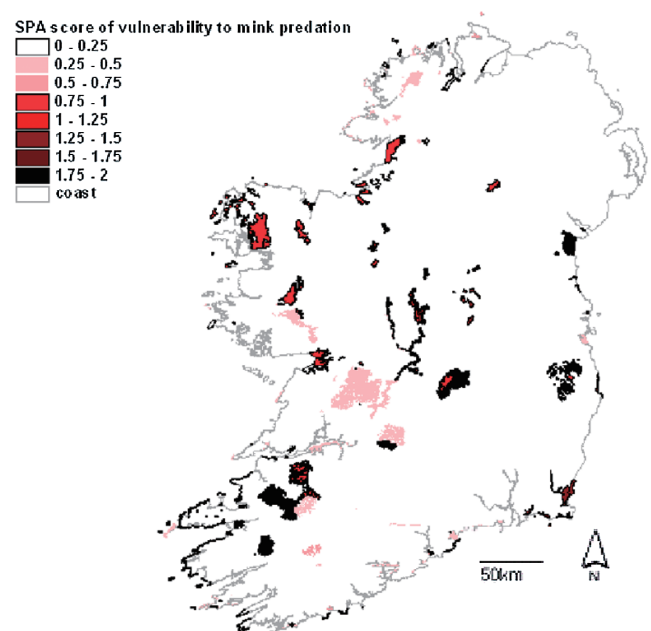 SPA score of vulnerability to mink predation
0 - 0.25
0.25 - 0.5
0.5 - 0.75
0.75 - 1
1 - 1.25
1.25 - 1.5
1.5 - 1.75
1.75 - 2
coast
50km
N